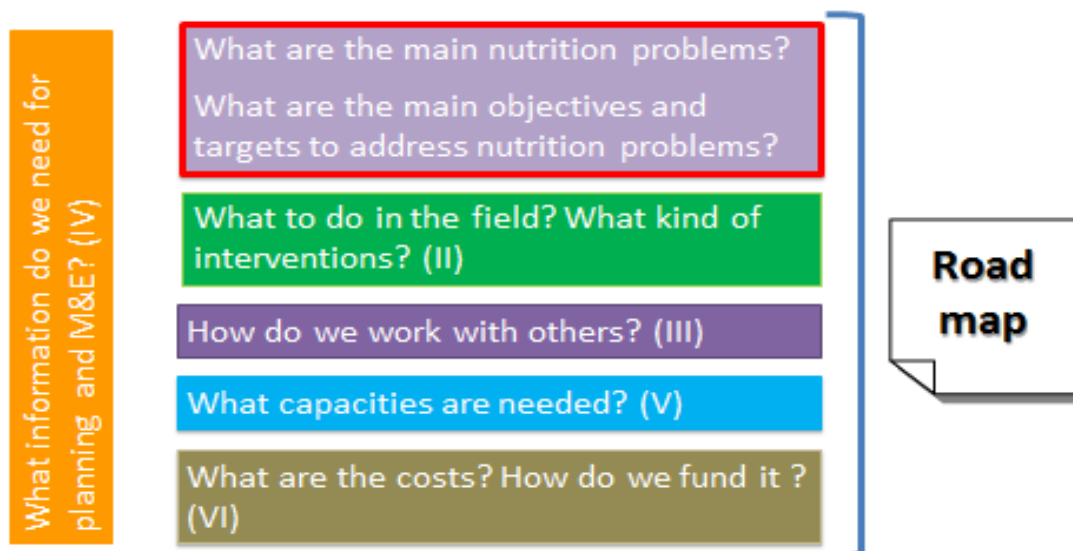 What information do we need for
planning and M&E? (IV)
What are the main nutrition problems?
What are the main objectives and
targets to address nutrition problems?
What to do in the field? What kind of
interventions? (II)
How do we work with others? (III)
What capacities are needed? (V)
What are the costs? How do we fund it ?
(VI)
Road
map